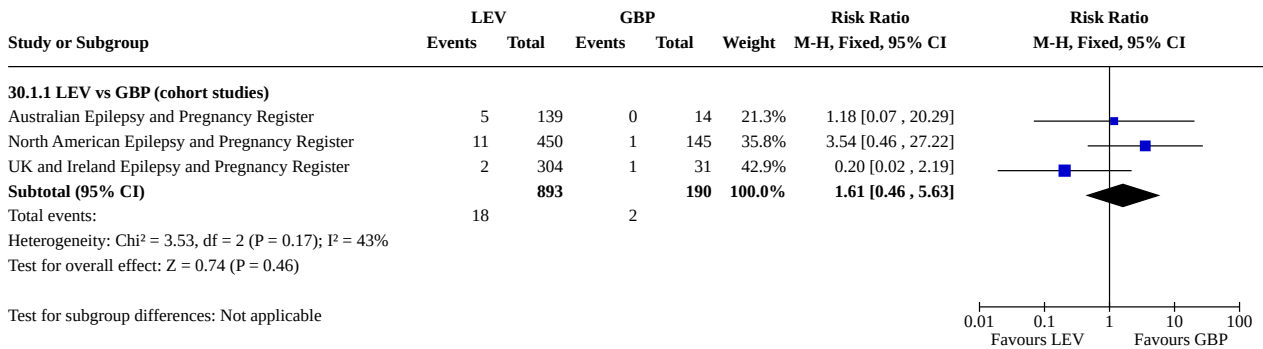 LEV GBP Risk Ratio Risk Ratio
Study or Subgroup Events Total Events Total Weight M-H, Fixed, 95% CI M-H, Fixed, 95% CI
30.1.1 LEV vs GBP (cohort studies)
Australian Epilepsy and Pregnancy Register 5 139 0 14 21.3% 1.18 [0.07 , 20.29]
North American Epilepsy and Pregnancy Register 11 450 1 145 35.8% 3.54 [0.46 , 27.22]
UK and Ireland Epilepsy and Pregnancy Register 2 304 1 31 42.9% 0.20 [0.02 , 2.19]
Subtotal (95% CI) 893 190 100.0% 1.61 [0.46 , 5.63]
Total events: 18 2
Heterogeneity: Chi² = 3.53, df = 2 (P = 0.17); I² = 43%
Test for overall effect: Z = 0.74 (P = 0.46)
Test for subgroup differences: Not applicable
0.01 0.1 1 10 100
Favours LEV Favours GBP